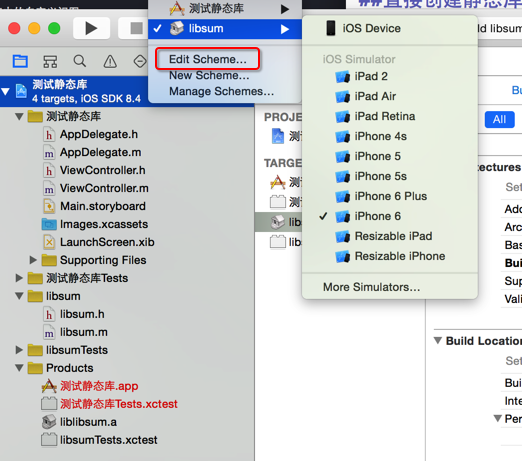 测试静态库
##直接创建静态库
libsum
ild libsum
Edit Scheme...
New Scheme...
Manage Schemes...
iOS Device
iOS Simulator
iPad 2
iPad Air
iPad Retina
iPhone 4s
iPhone 5
iPhone 5s
iPhone 6 Plus
iPhone 6
Resizable iPad
Resizable iPhone
More Simulators...
测试静态库
4 targets, iOS SDK 8.4
测试静态库
AppDelegate.h
AppDelegate.m
ViewController.h
ViewController.m
Main.storyboard
Images.xcassets
LaunchScreen.xib
Supporting Files
测试静态库Tests
libsum
libsum.h
libsum.m
libsumTests
Products
测试静态库.app
测试静态库Tests.xctest
liblibsum.a
libsumTests.xctest
PROJE
测
TARGE
测
测
lib
lib
Bu
All
ectures
Set
Add
Arc
Bas
Bui
Sup
Vali
Build Location
Set
Bui
Inte
Per